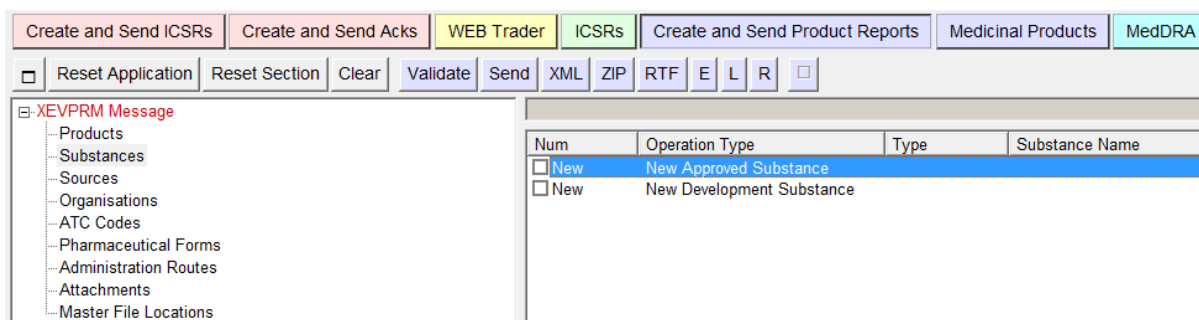 Create and Send ICSRs Create and Send Acks WEB Trader ICSRs Create and Send Product Reports Medicinal Products MedDRA
Reset Application Reset Section Clear Validate Send XML ZIP RTF E L R
XEVPRM Message
Products
Substances
Sources
Organisations
ATC Codes
Pharmaceutical Forms
Administration Routes
Attachments
Master File Locations
Num Operation Type Type Substance Name
New New Approved Substance
New New Development Substance